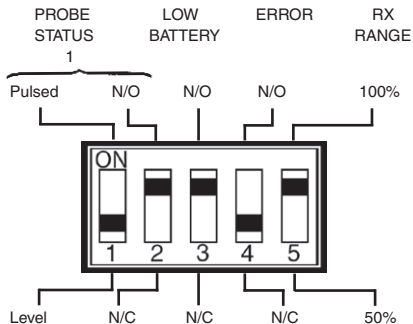 PROBE STATUS 1
LOW BATTERY
ERROR
RX RANGE
Pulsed N/O N/O N/O 100%
ON
1 2 3 4 5
Level N/C N/C N/C 50%